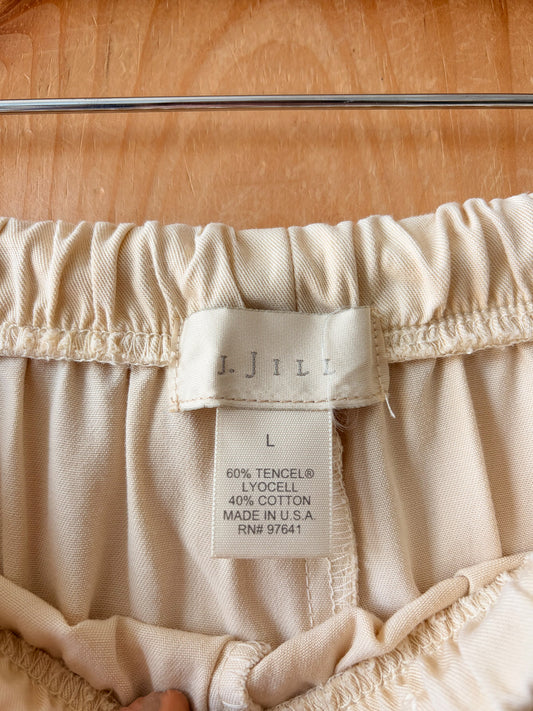 J. JILL
L
60% TENCEL®
LYOCELL
40% COTTON
MADE IN U.S.A.
RN# 97641